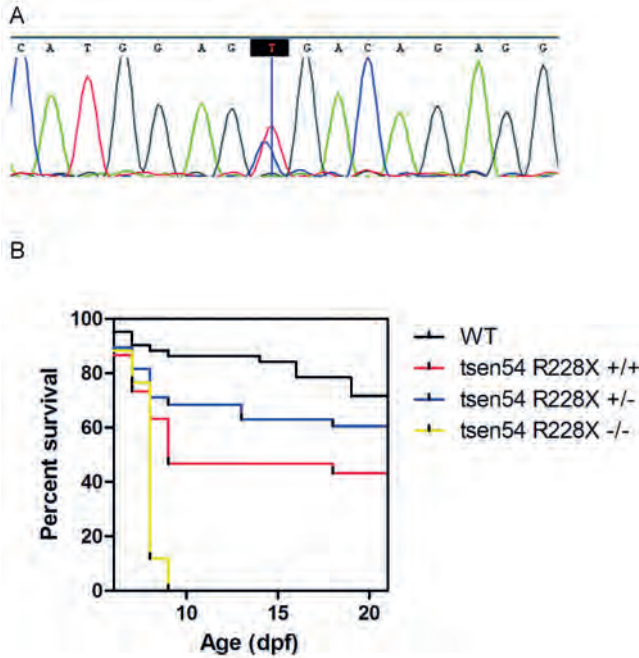 A
C A T G G A G T G A C A G A G G
B
100
80
60
40
20
0
Percent survival
10 15 20
Age (dpf)
WT
tsen54 R228X +/+
tsen54 R228X +/-
tsen54 R228X -/-